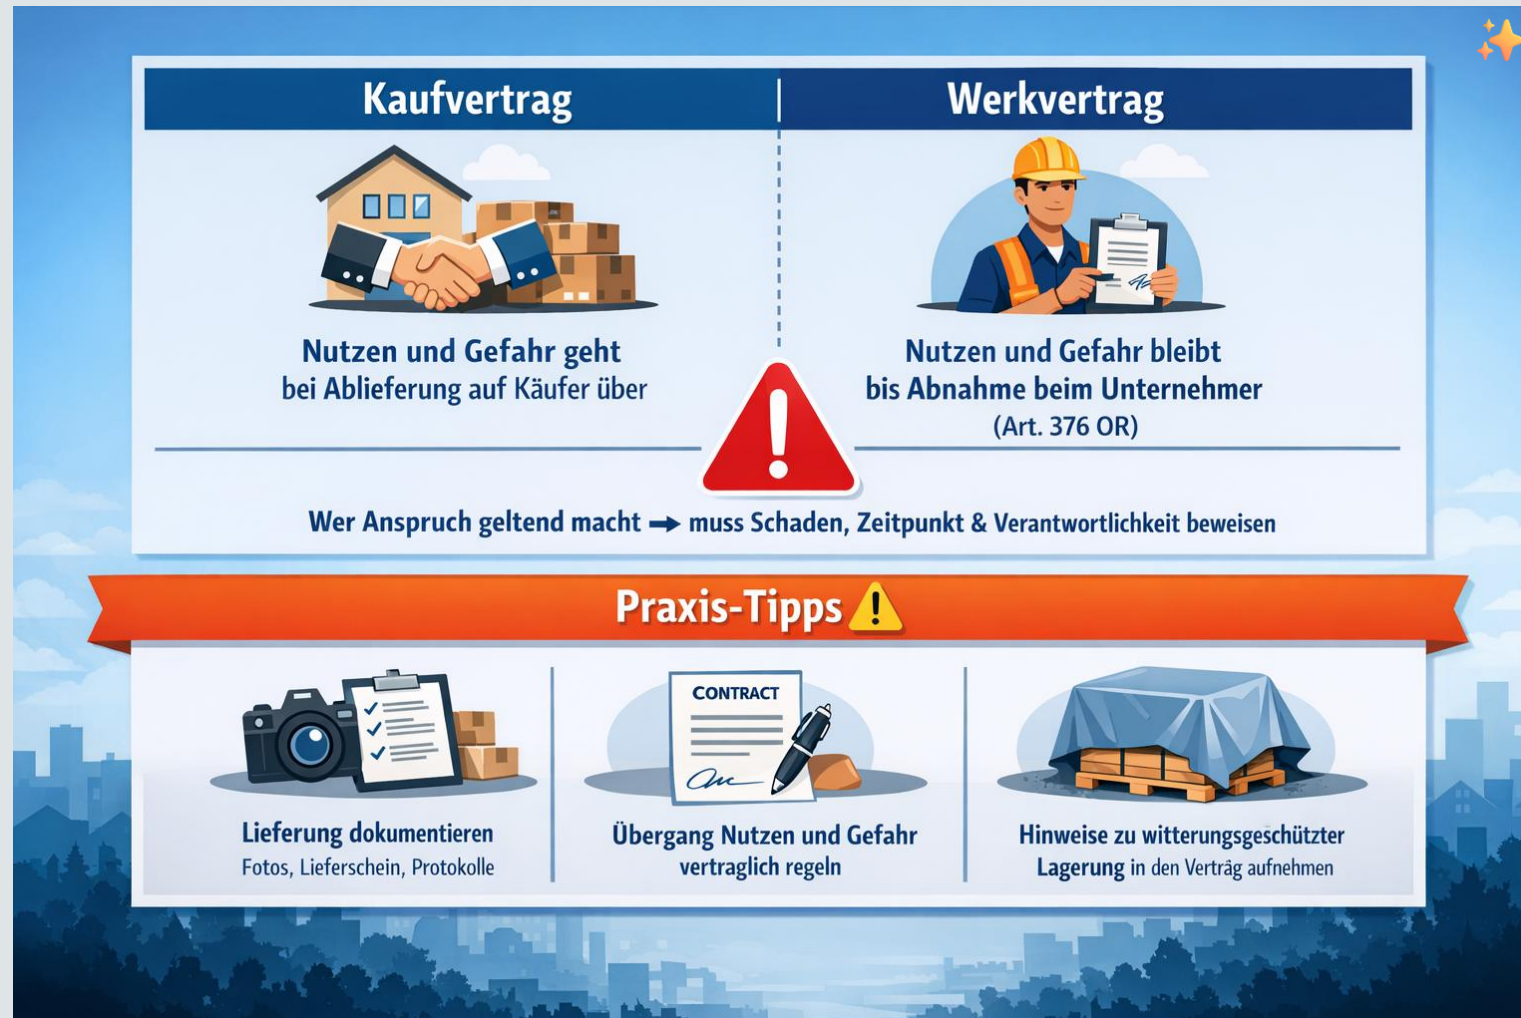 Kaufvertrag
Werkvertrag
Nutzen und Gefahr geht
bei Ablieferung auf Käufer über
Nutzen und Gefahr bleibt
bis Abnahme beim Unternehmer
(Art. 376 OR)
Wer Anspruch geltend macht ➞ muss Schaden, Zeitpunkt & Verantwortlichkeit beweisen
Praxis-Tipps
Lieferung dokumentieren
Fotos, Lieferschein, Protokolle
CONTRACT
Übergang Nutzen und Gefahr
vertraglich regeln
Hinweise zu witterungsgeschützter
Lagerung in den Vertrag aufnehmen